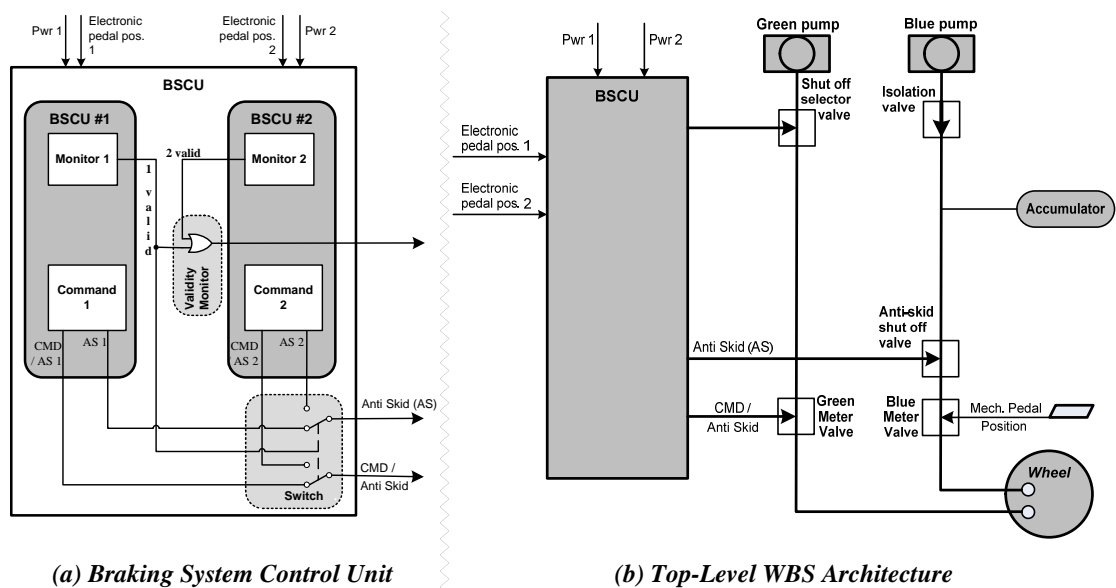 Pwr 1
Electronic
pedal pos.
1
Electronic
pedal pos.
2
Pwr 2
BSCU
BSCU #1
BSCU #2
Monitor 1
2 valid
Monitor 2
1
v
a
l
i
d
Validity
Monitor
Command
1
Command
2
CMD
/ AS 1
AS 1
CMD
/ AS 2
AS 2
Anti Skid (AS)
CMD /
Anti Skid
Switch
(a) Braking System Control Unit
Pwr 1
Pwr 2
Green pump
Blue pump
BSCU
Shut off
selector
valve
Isolation
valve
Electronic
pedal pos. 1
Electronic
pedal pos. 2
Accumulator
Anti-skid
shut off
valve
Anti Skid (AS)
CMD /
Anti Skid
Green
Meter
Valve
Blue
Meter
Valve
Mech. Pedal
Position
Wheel
(b) Top-Level WBS Architecture